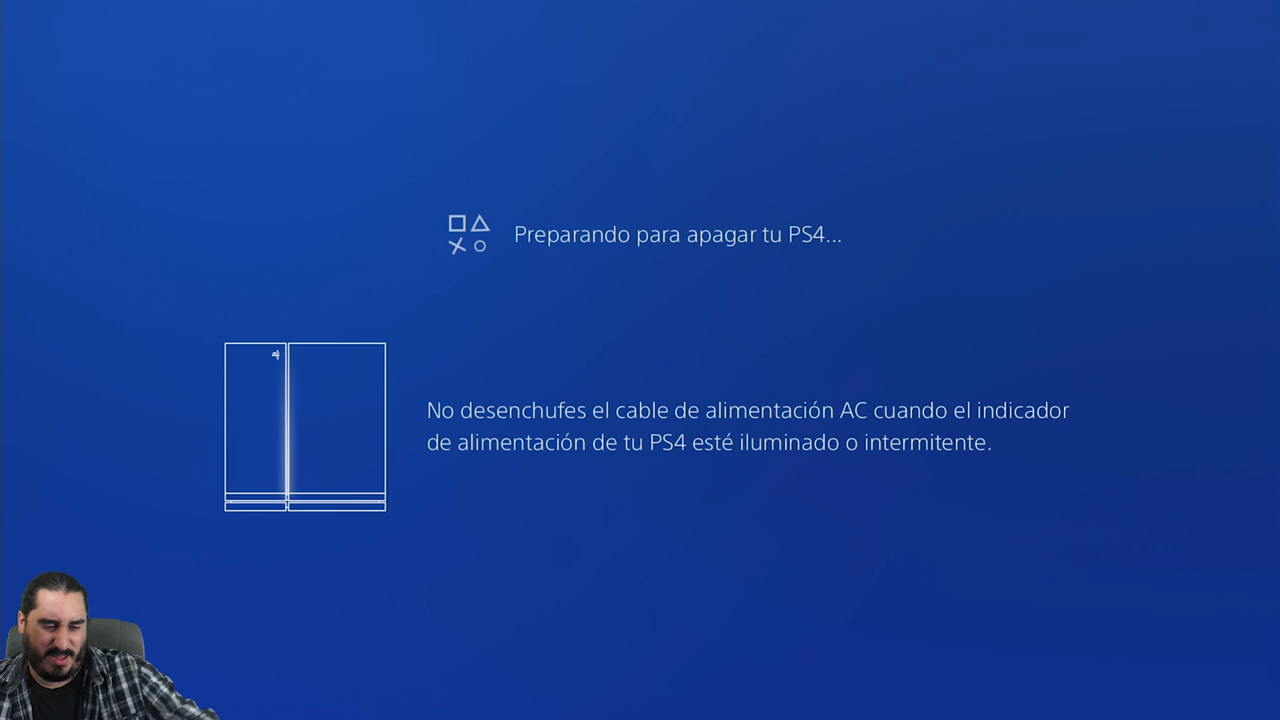 Preparando para apagar tu PS4...
No desenchufes el cable de alimentación AC cuando el indicador
de alimentación de tu PS4 esté iluminado o intermitente.